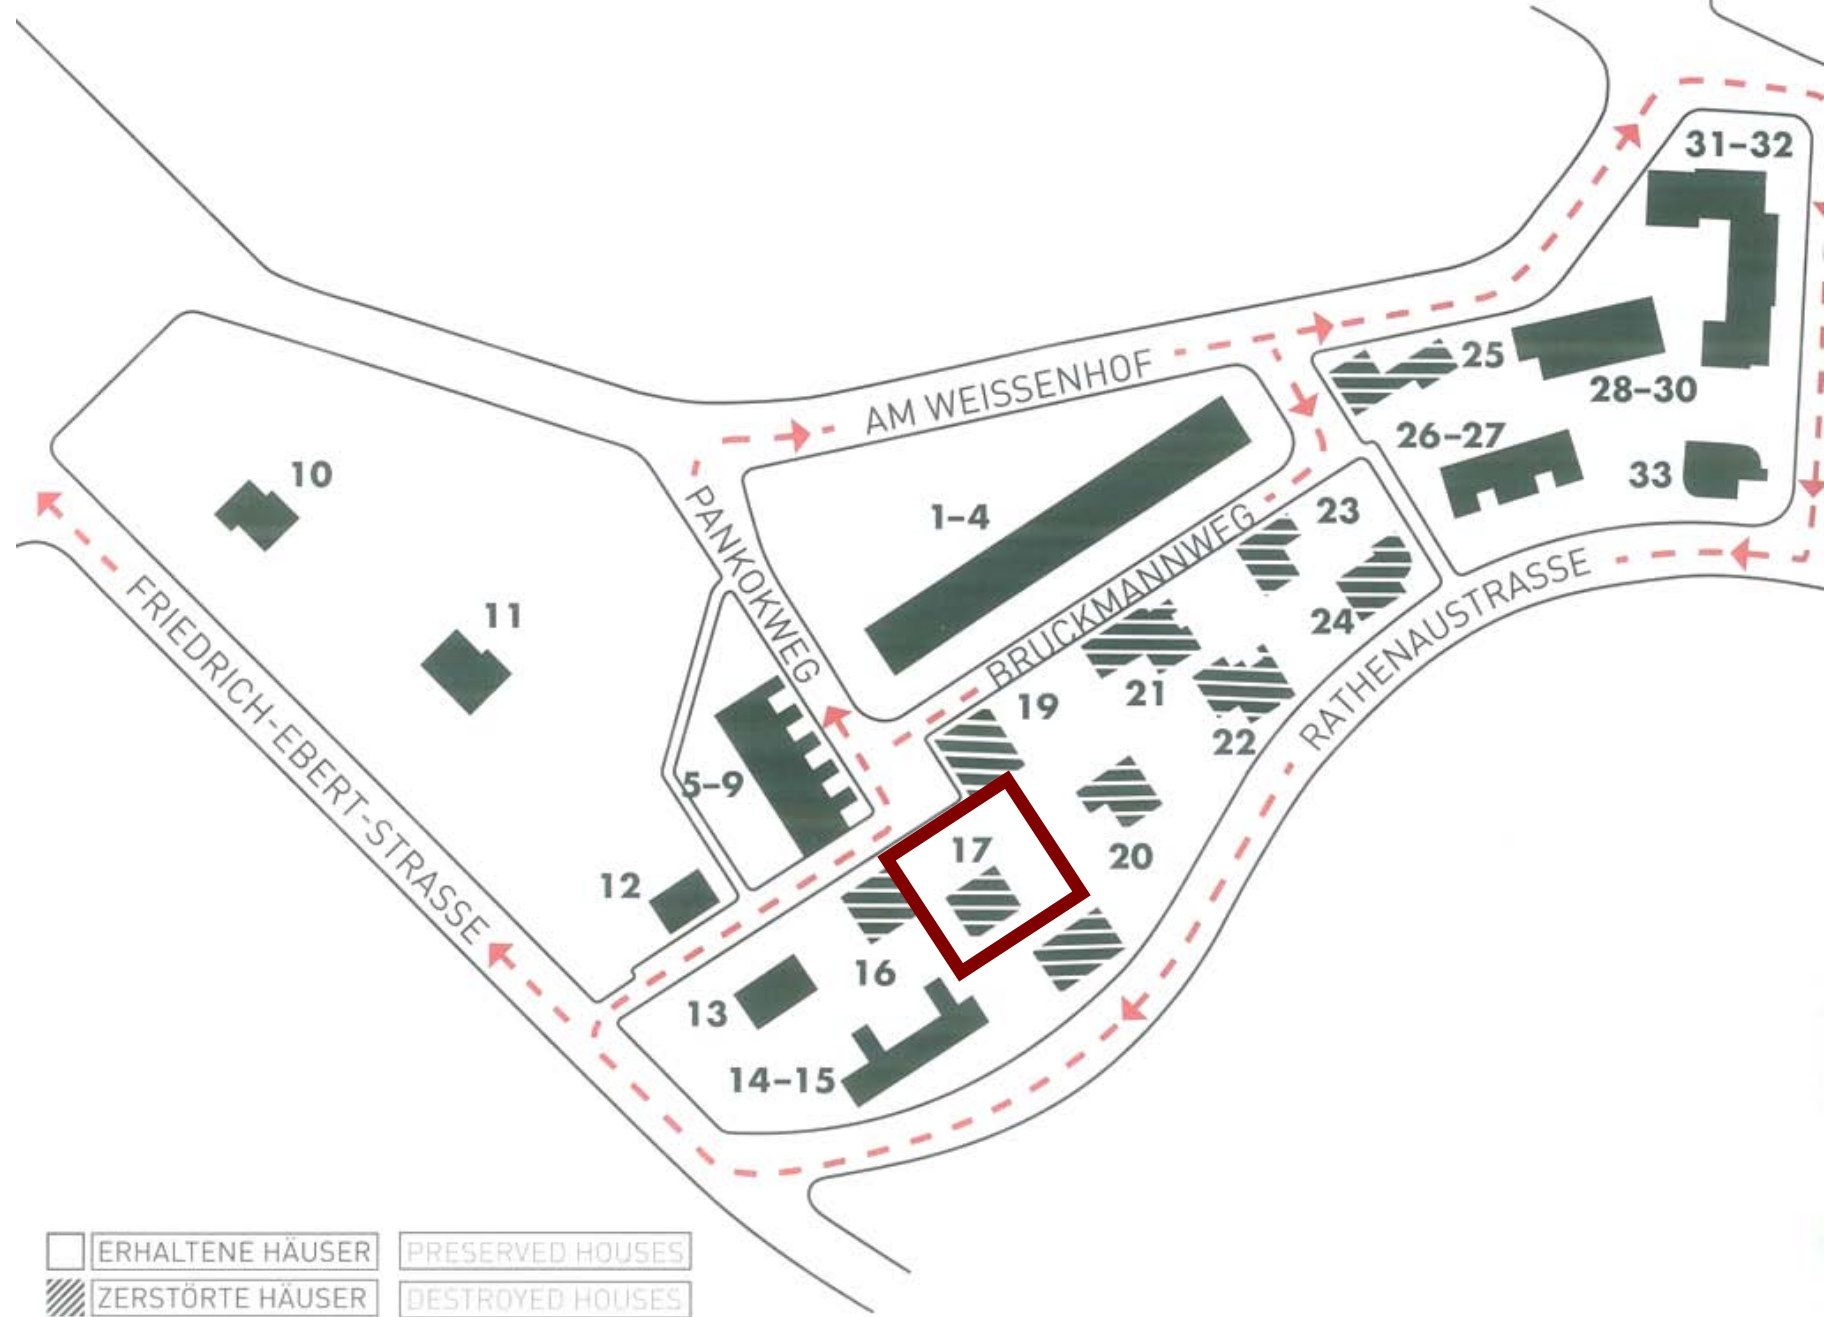 31–32
25
28–30
AM WEISSENHOF
26–27
33
10
1–4
23
PANKOKWEG
BRUCKMANNWEG
RATHENAUSTRASSE
24
11
FRIEDRICH-EBERT-STRASSE
21
19
22
5–9
17
20
12
16
13
14–15
ERHALTENE HÄUSER PRESERVED HOUSES
ZERSTÖRTE HÄUSER DESTROYED HOUSES